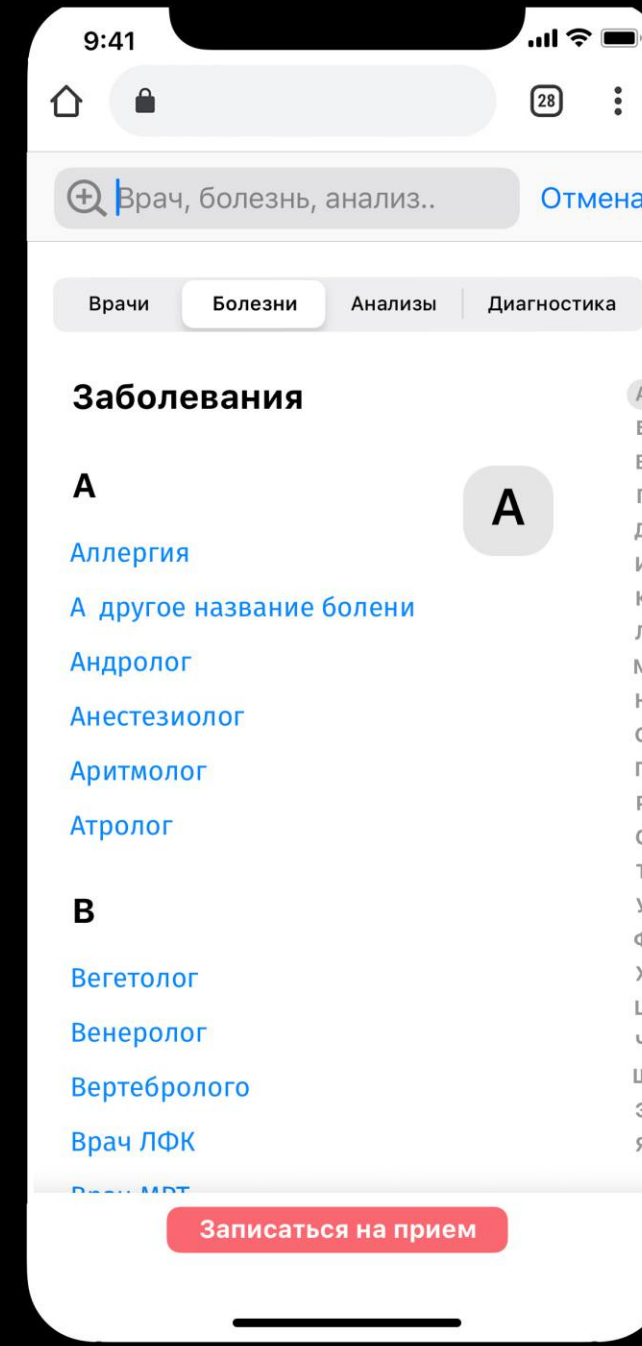 9:41
28
Врач, болезнь, анализ..
Отмена
Врачи Болезни Анализы Диагностика
Заболевания
А
А
Аллергия
А другое название болени
Андролог
Анестезиолог
Аритмолог
Атролог
В
Вегетолог
Венеролог
Вертебролого
Врач ЛФК
Записаться на прием